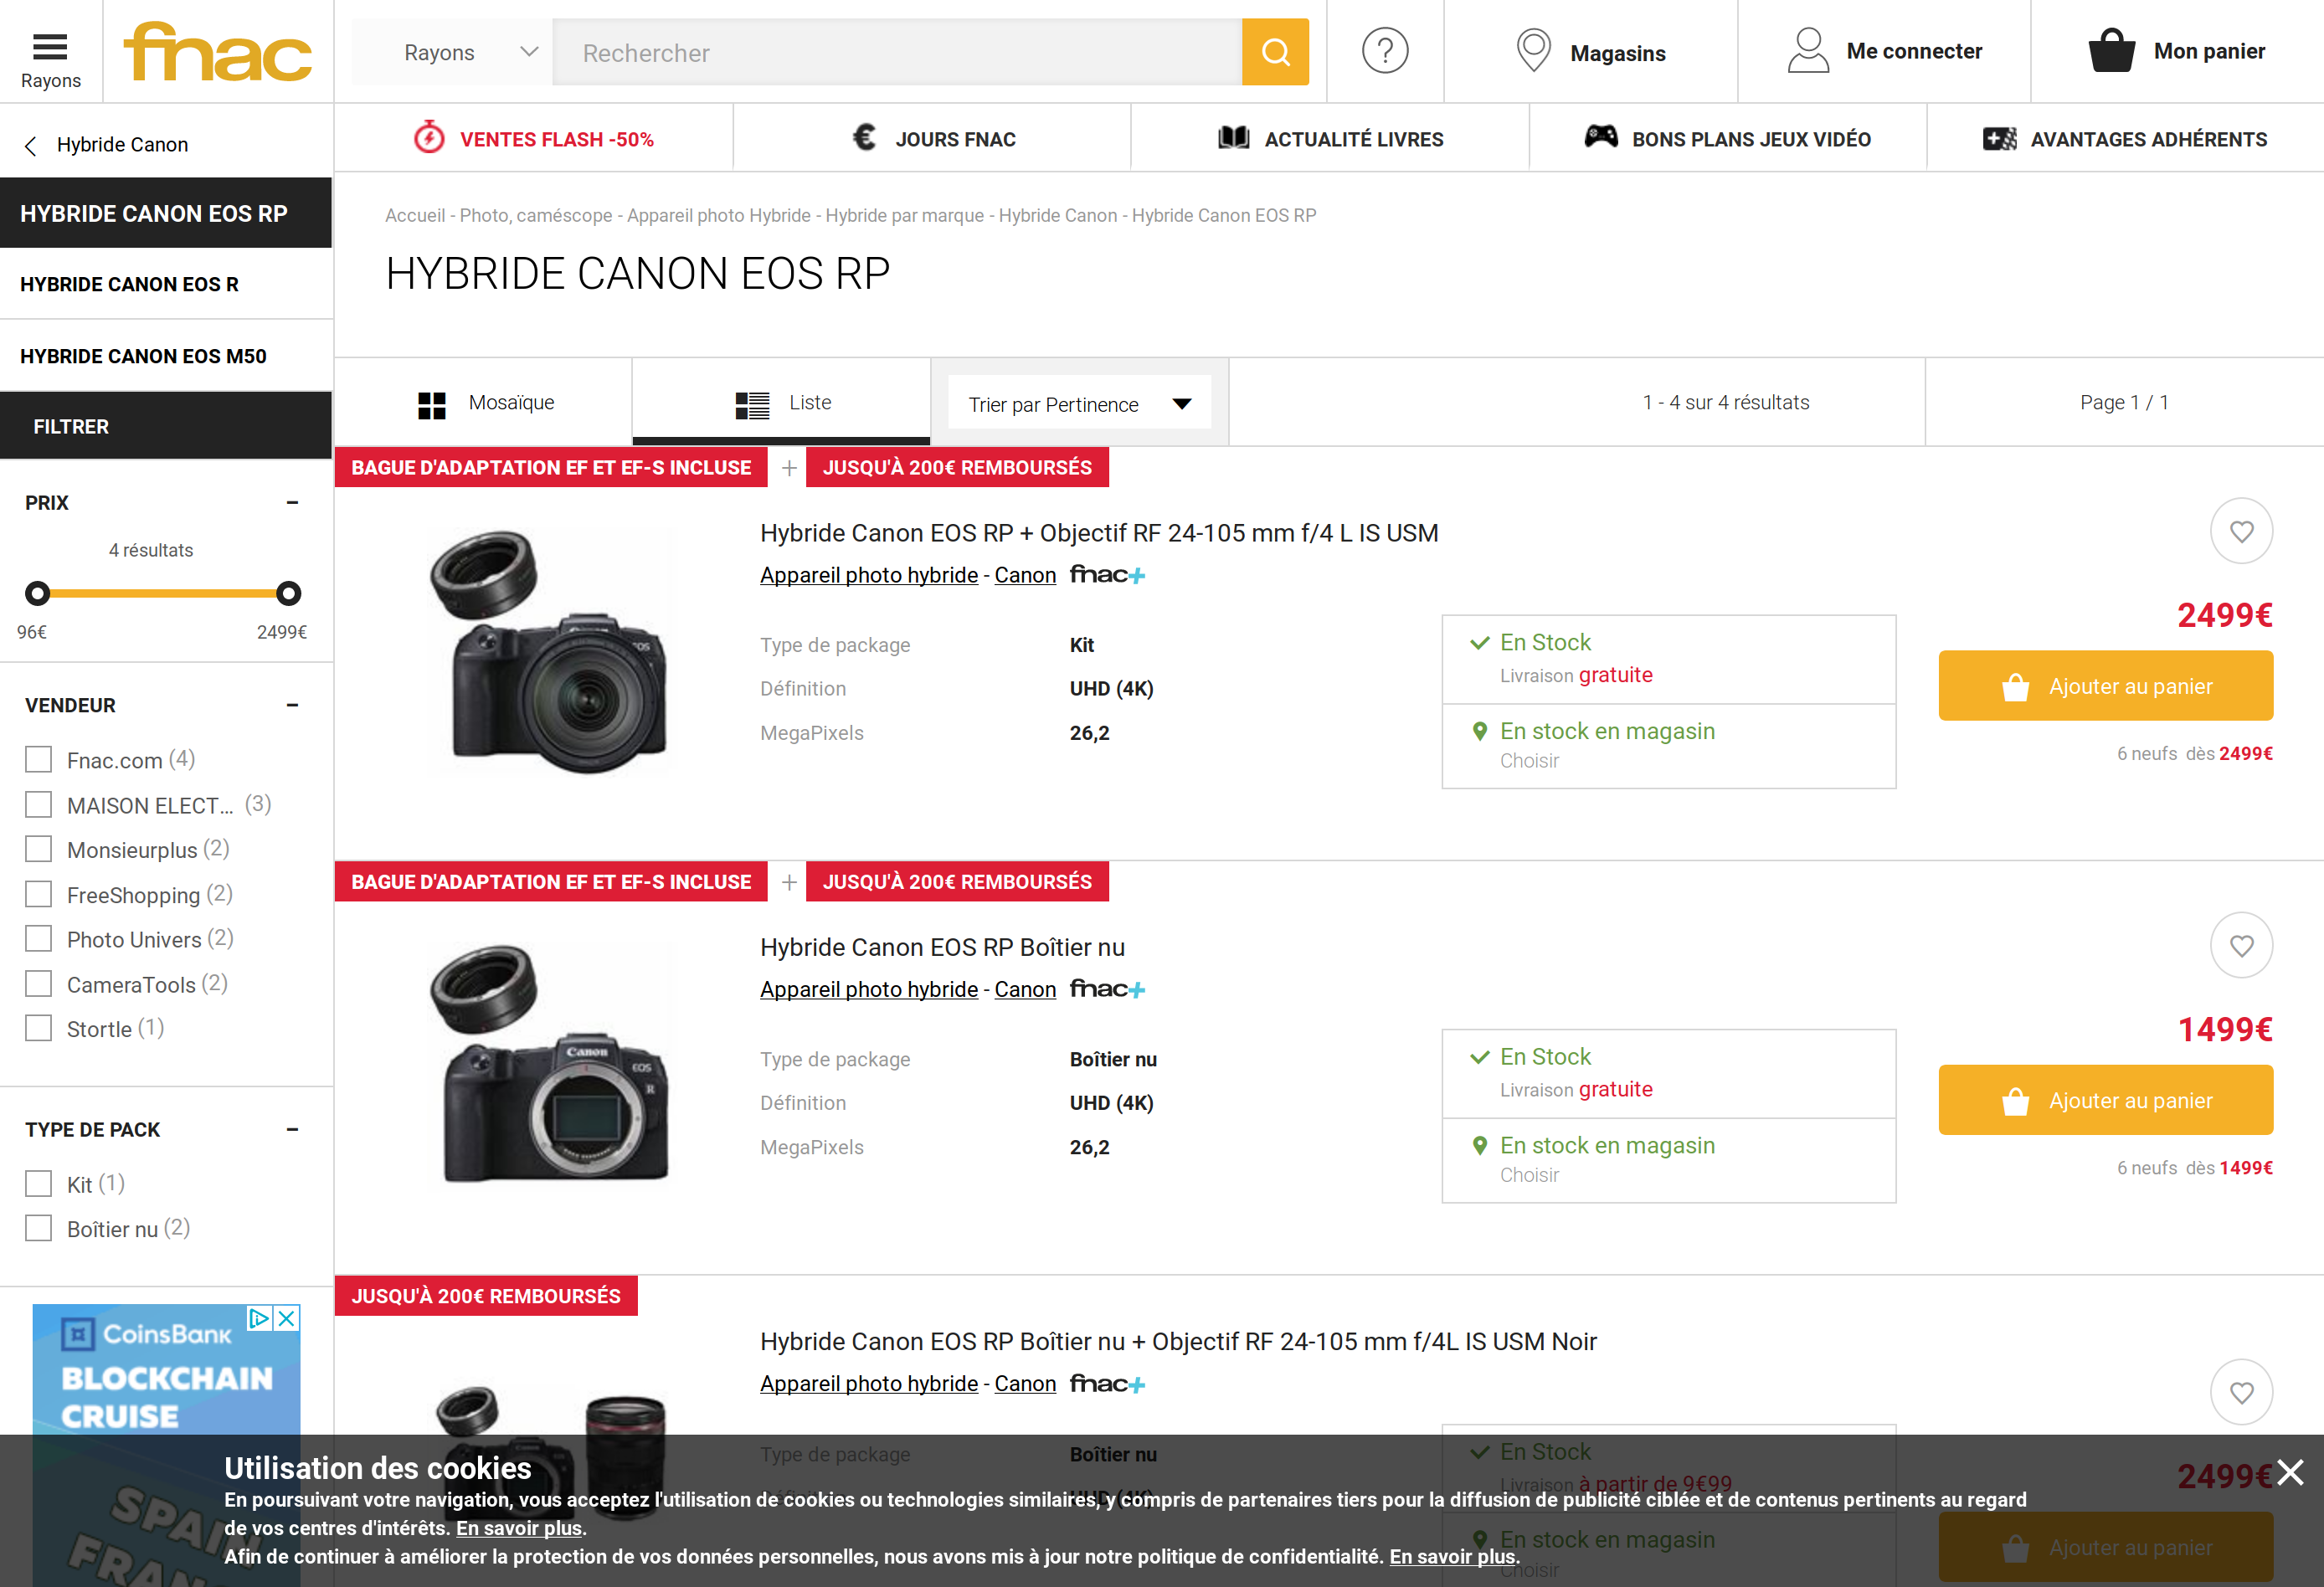 Rayons
fnac
Rayons
Rechercher
?
Magasins
Me connecter
Mon panier
Hybride Canon
VENTES FLASH -50%
JOURS FNAC
ACTUALITÉ LIVRES
BONS PLANS JEUX VIDÉO
AVANTAGES ADHÉRENTS
HYBRIDE CANON EOS RP
HYBRIDE CANON EOS R
HYBRIDE CANON EOS M50
FILTRER
PRIX
4 résultats
96€ 2499€
VENDEUR
Fnac.com (4)
MAISON ELECT... (3)
Monsieurplus (2)
FreeShopping (2)
Photo Univers (2)
CameraTools (2)
Stortle (1)
TYPE DE PACK
Kit (1)
Boîtier nu (2)
CoinsBank
BLOCKCHAIN
CRUISE
SPAIN
Accueil - Photo, caméscope - Appareil photo Hybride - Hybride par marque - Hybride Canon - Hybride Canon EOS RP
HYBRIDE CANON EOS RP
Mosaïque
Liste
Trier par Pertinence
1 - 4 sur 4 résultats
Page 1 / 1
BAGUE D'ADAPTATION EF ET EF-S INCLUSE + JUSQU'À 200€ REMBOURSÉS
Hybride Canon EOS RP + Objectif RF 24-105 mm f/4 L IS USM
Appareil photo hybride - Canon fnac+
Type de package Kit
Définition UHD (4K)
MegaPixels 26,2
En Stock
Livraison gratuite
En stock en magasin
Choisir
2499€
Ajouter au panier
6 neufs dès 2499€
BAGUE D'ADAPTATION EF ET EF-S INCLUSE + JUSQU'À 200€ REMBOURSÉS
Hybride Canon EOS RP Boîtier nu
Appareil photo hybride - Canon fnac+
Canon
EOS
R
Type de package Boîtier nu
Définition UHD (4K)
MegaPixels 26,2
En Stock
Livraison gratuite
En stock en magasin
Choisir
1499€
Ajouter au panier
6 neufs dès 1499€
JUSQU'À 200€ REMBOURSÉS
Hybride Canon EOS RP Boîtier nu + Objectif RF 24-105 mm f/4L IS USM Noir
Appareil photo hybride - Canon fnac+
Type de package Boîtier nu
En Stock
Livraison à partir de 9€99
En stock en magasin
Choisir
2499€
Ajouter au panier
Utilisation des cookies
En poursuivant votre navigation, vous acceptez l'utilisation de cookies ou technologies similaires, y compris de partenaires tiers pour la diffusion de publicité ciblée et de contenus pertinents au regard
de vos centres d'intérêts. En savoir plus.
Afin de continuer à améliorer la protection de vos données personnelles, nous avons mis à jour notre politique de confidentialité. En savoir plus.